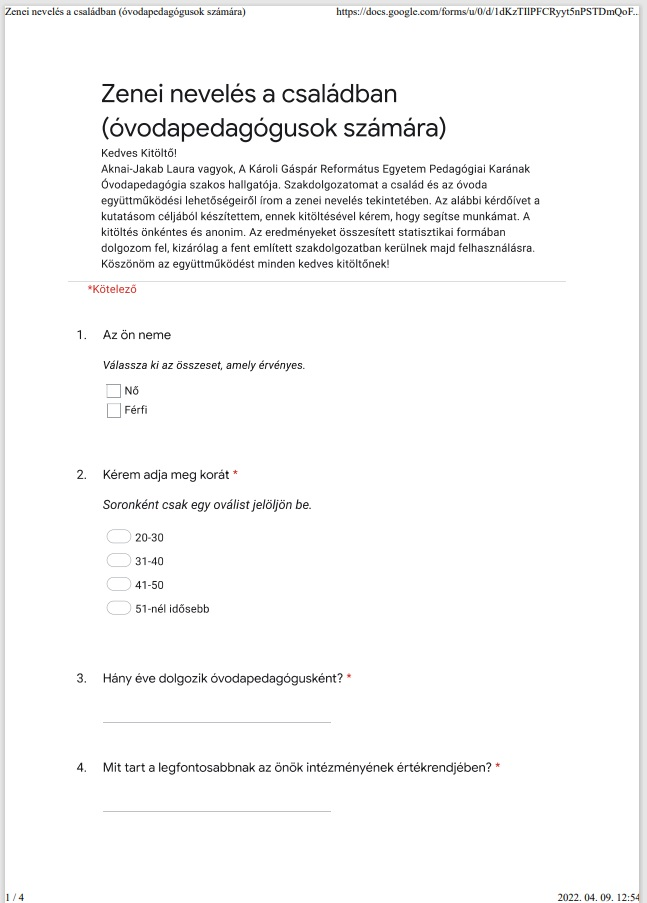 Zenei nevelés a családban (óvodapedagógusok számára) https://docs.google.com/forms/u/0/d/1dKzTIlPFCRyyt5nPSTDmQoF...
Zenei nevelés a családban
(óvodapedagógusok számára)
Kedves Kitöltő!
Aknai-Jakab Laura vagyok, A Károli Gáspár Református Egyetem Pedagógiai Karának
Óvodapedagógia szakos hallgatója. Szakdolgozatomat a család és az óvoda
együttműködési lehetőségeiről írom a zenei nevelés tekintetében. Az alábbi kérdőívet a
kutatásom céljából készítettem, ennek kitöltésével kérem, hogy segítse munkámat. A
kitöltés önkéntes és anonim. Az eredményeket összesített statisztikai formában
dolgozom fel, kizárólag a fent említett szakdolgozatban kerülnek majd felhasználásra.
Köszönöm az együttműködést minden kedves kitöltőnek!
*Kötelező
1. Az ön neme
Válassza ki az összeset, amely érvényes.
Nő
Férfi
2. Kérem adja meg korát *
Soronként csak egy oválist jelöljön be.
20-30
31-40
41-50
51-nél idősebb
3. Hány éve dolgozik óvodapedagógusként? *
4. Mit tart a legfontosabbnak az önök intézményének értékrendjében? *
1 / 4 2022. 04. 09. 12:54